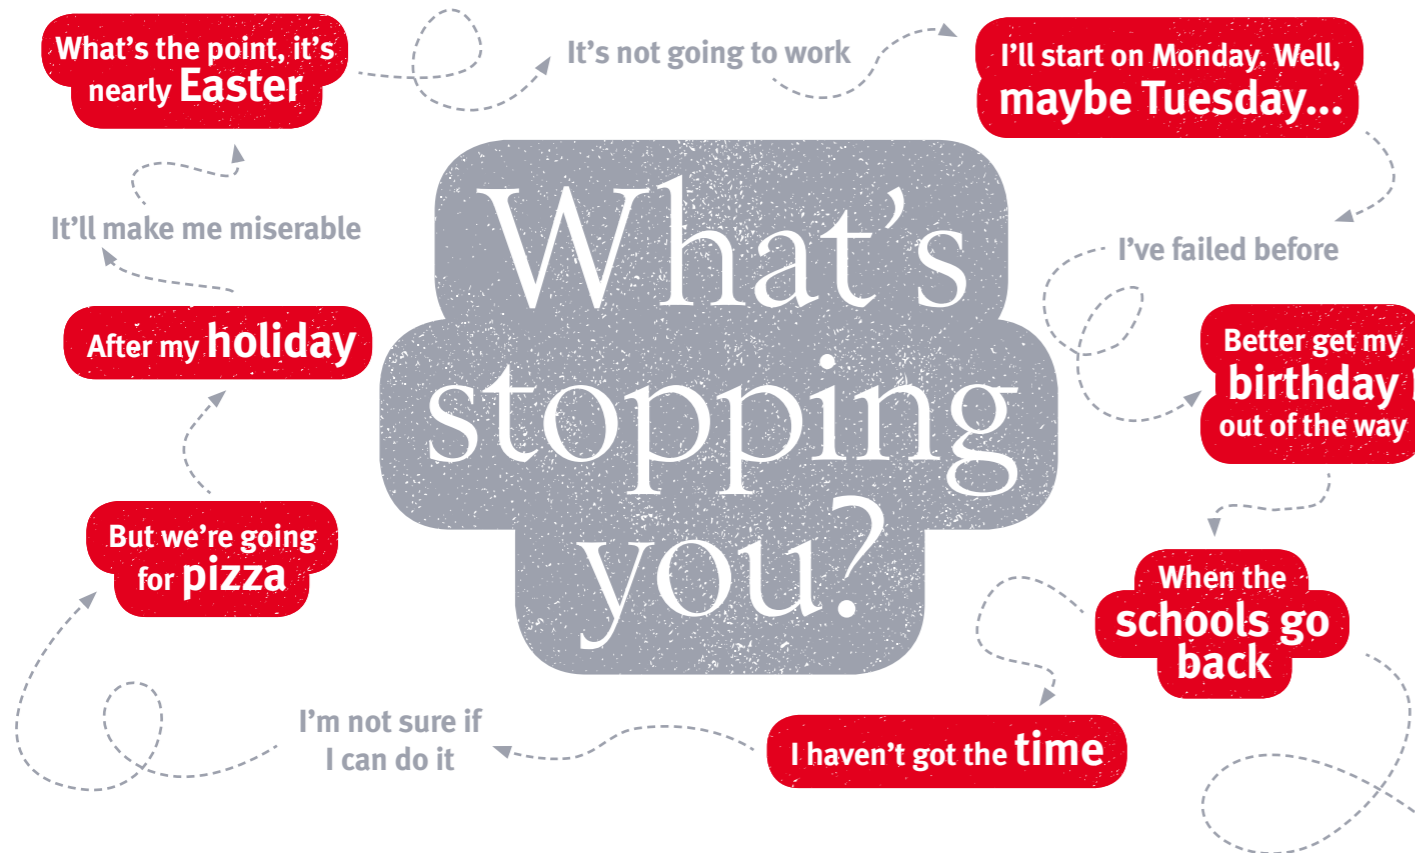 What's the point, it's
nearly Easter
It's not going to work
I'll start on Monday. Well,
maybe Tuesday...
I've failed before
Better get my
birthday
out of the way
When the
schools go
back
I haven't got the time
I'm not sure if
I can do it
But we're going
for pizza
After my holiday
It'll make me miserable
What's
stopping
you?